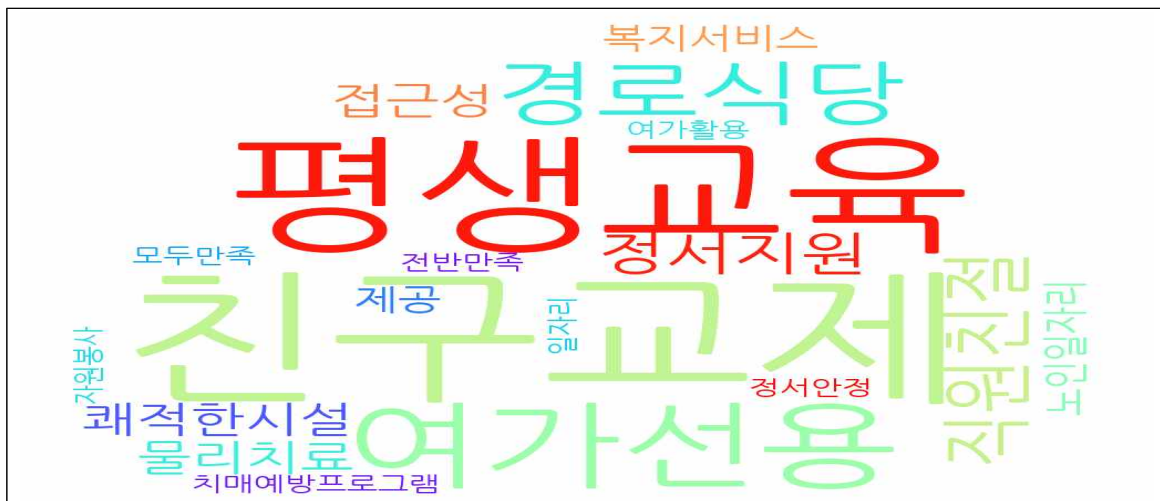 복지서비스
접근성
경로식당
여가활용
평생교육
정서지원
모두만족
전반만족
제공
친구교제
일자리
자원봉사
직원친절
노인일자리
정서안정
쾌적한시설
여가선용
물리치료
치매예방프로그램